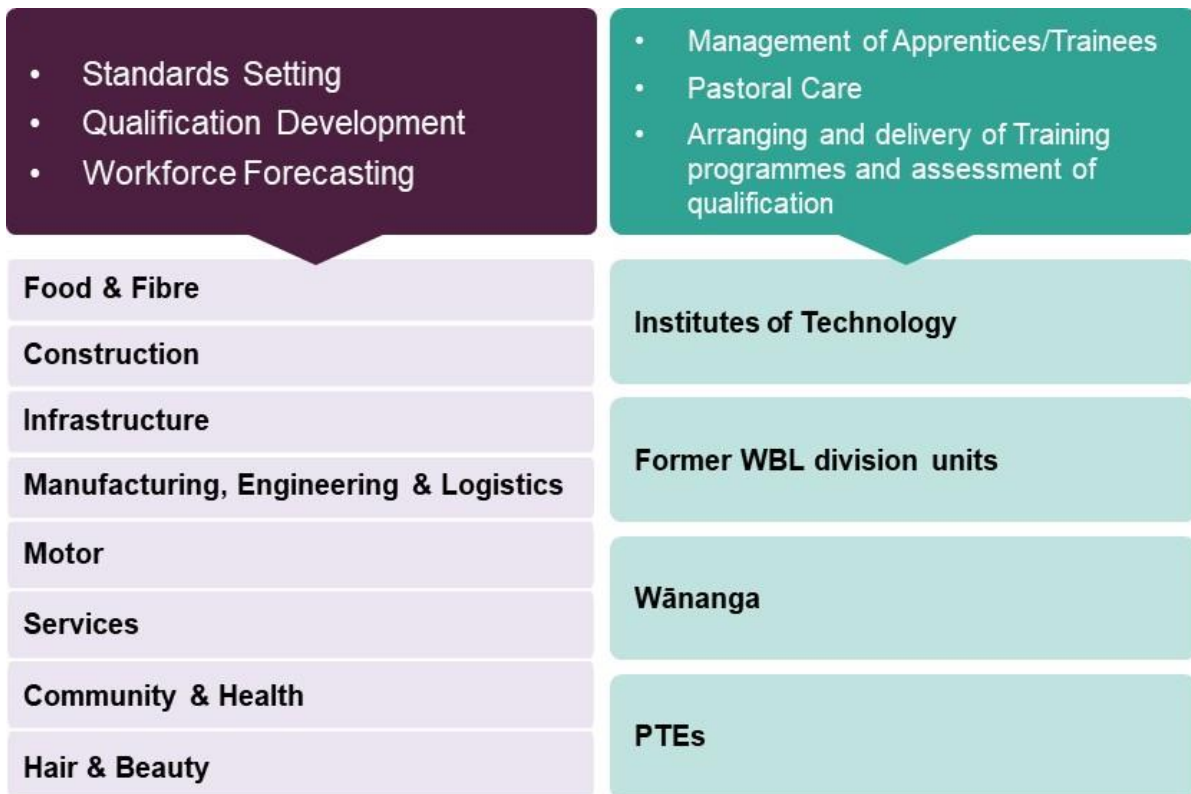 • Standards Setting
• Qualification Development
• Workforce Forecasting
Food & Fibre
Construction
Infrastructure
Manufacturing, Engineering & Logistics
Motor
Services
Community & Health
Hair & Beauty
• Management of Apprentices/Trainees
• Pastoral Care
• Arranging and delivery of Training
programmes and assessment of
qualification
Institutes of Technology
Former WBL division units
Wānanga
PTEs